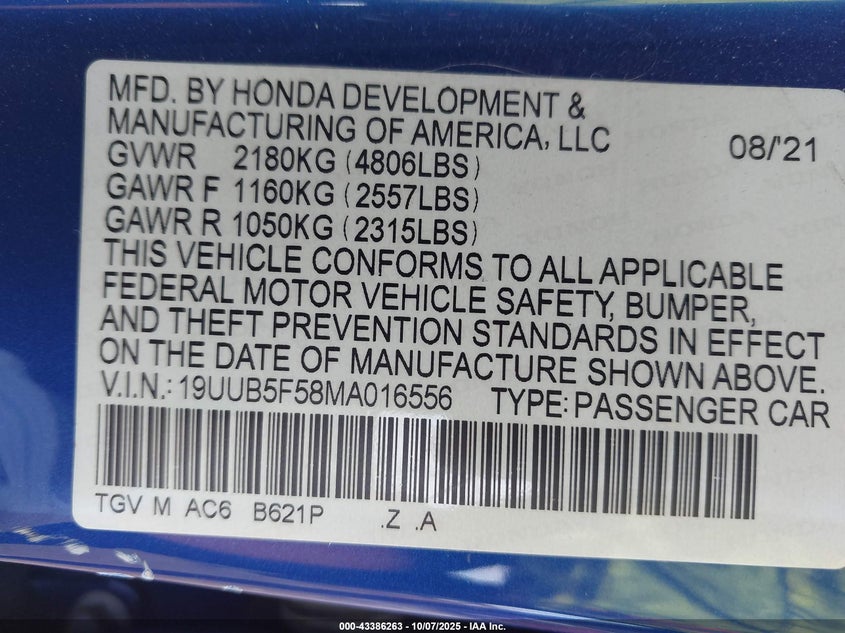 MFD. BY HONDA DEVELOPMENT &
MANUFACTURING OF AMERICA, LLC 08/'21
GVWR 2180KG (4806LBS)
GAWR F 1160KG (2557LBS)
GAWR R 1050KG (2315LBS)
THIS VEHICLE CONFORMS TO ALL APPLICABLE
FEDERAL MOTOR VEHICLE SAFETY, BUMPER,
AND THEFT PREVENTION STANDARDS IN EFFECT
ON THE DATE OF MANUFACTURE SHOWN ABOVE.
V.I.N.: 19UUB5F58MA016556 TYPE: PASSENGER CAR
TGV M AC6 B621P .Z .A
000-43386263 - 10/07/2025 - IAA Inc.